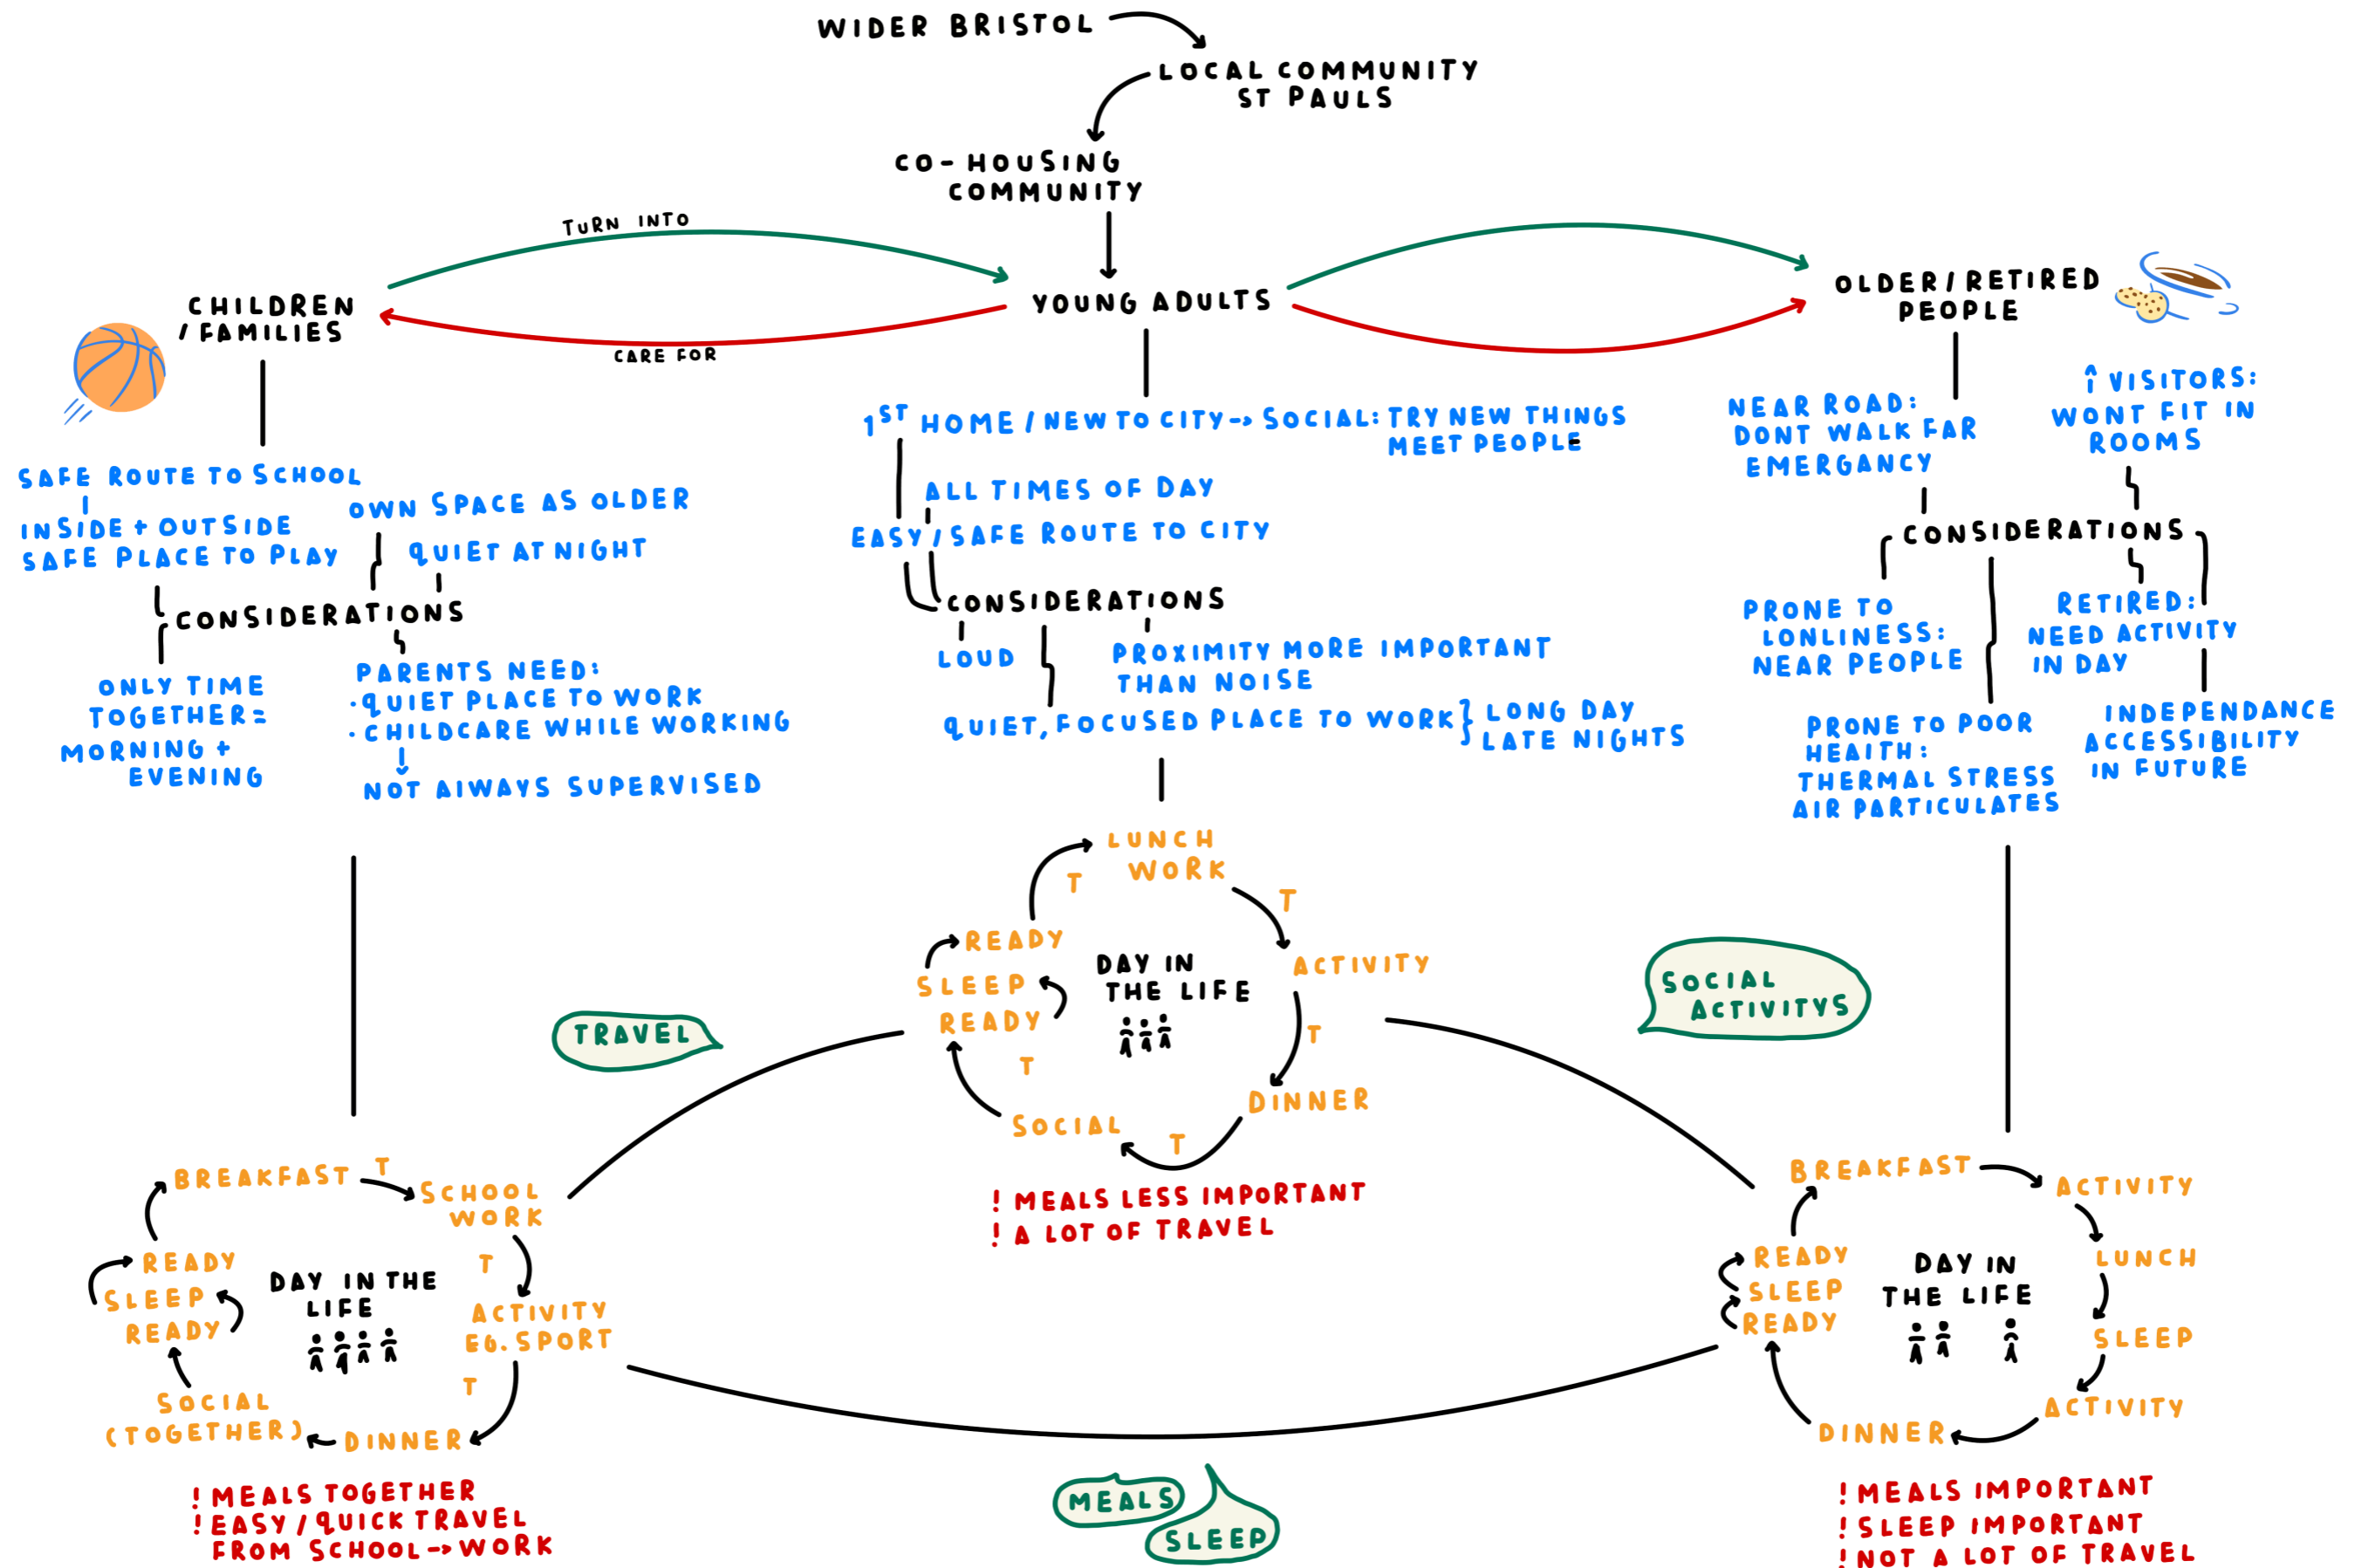 WIDER BRISTOL
LOCAL COMMUNITY
ST PAULS
CO-HOUSING
COMMUNITY
TURN INTO
CARE FOR
CHILDREN
/FAMILIES
YOUNG ADULTS
OLDER/RETIRED
PEOPLE
SAFE ROUTE TO SCHOOL
INSIDE + OUTSIDE
SAFE PLACE TO PLAY
OWN SPACE AS OLDER
QUIET AT NIGHT
CONSIDERATIONS
ONLY TIME
TOGETHER =
MORNING +
EVENING
PARENTS NEED:
·QUIET PLACE TO WORK
·CHILDCARE WHILE WORKING
NOT AlWAYS SUPERVISED
1ST HOME / NEW TO CITY -> SOCIAL: TRY NEW THINGS
MEET PEOPLE
ALL TIMES OF DAY
EASY / SAFE ROUTE TO CITY
CONSIDERATIONS
LOUD
PROXIMITY MORE IMPORTANT
THAN NOISE
QUIET, FOCUSED PLACE TO WORK} LONG DAY
LATE NIGHTS
NEAR ROAD:
DONT WALK FAR
EMERGANCY
↑ VISITORS:
WONT FIT IN
ROOMS
CONSIDERATIONS
PRONE TO
LONLINESS:
NEAR PEOPLE
RETIRED:
NEED ACTIVITY
IN DAY
PRONE TO POOR
HEAlTH:
THERMAL STRESS
AIR PARTICULATES
INDEPENDANCE
ACCESSIBILITY
IN FUTURE
LUNCH
WORK
T
T
READY
SLEEP
READY
DAY IN
THE LIFE
ACTIVITY
T
T
DINNER
SOCIAL
T
! MEALS LESS IMPORTANT
! A LOT OF TRAVEL
TRAVEL
SOCIAL
ACTIVITYS
BREAKFAST
T
SCHOOL
WORK
T
READY
SLEEP
READY
DAY IN THE
LIFE
ACTIVITY
EG. SPORT
T
SOCIAL
(TOGETHER)
DINNER
! MEALS TOGETHER
! EASY / QUICK TRAVEL
FROM SCHOOL -> WORK
MEALS
SLEEP
BREAKFAST
ACTIVITY
LUNCH
READY
SLEEP
READY
DAY IN
THE LIFE
SLEEP
ACTIVITY
DINNER
! MEALS IMPORTANT
! SLEEP IMPORTANT
! NOT A LOT OF TRAVEL